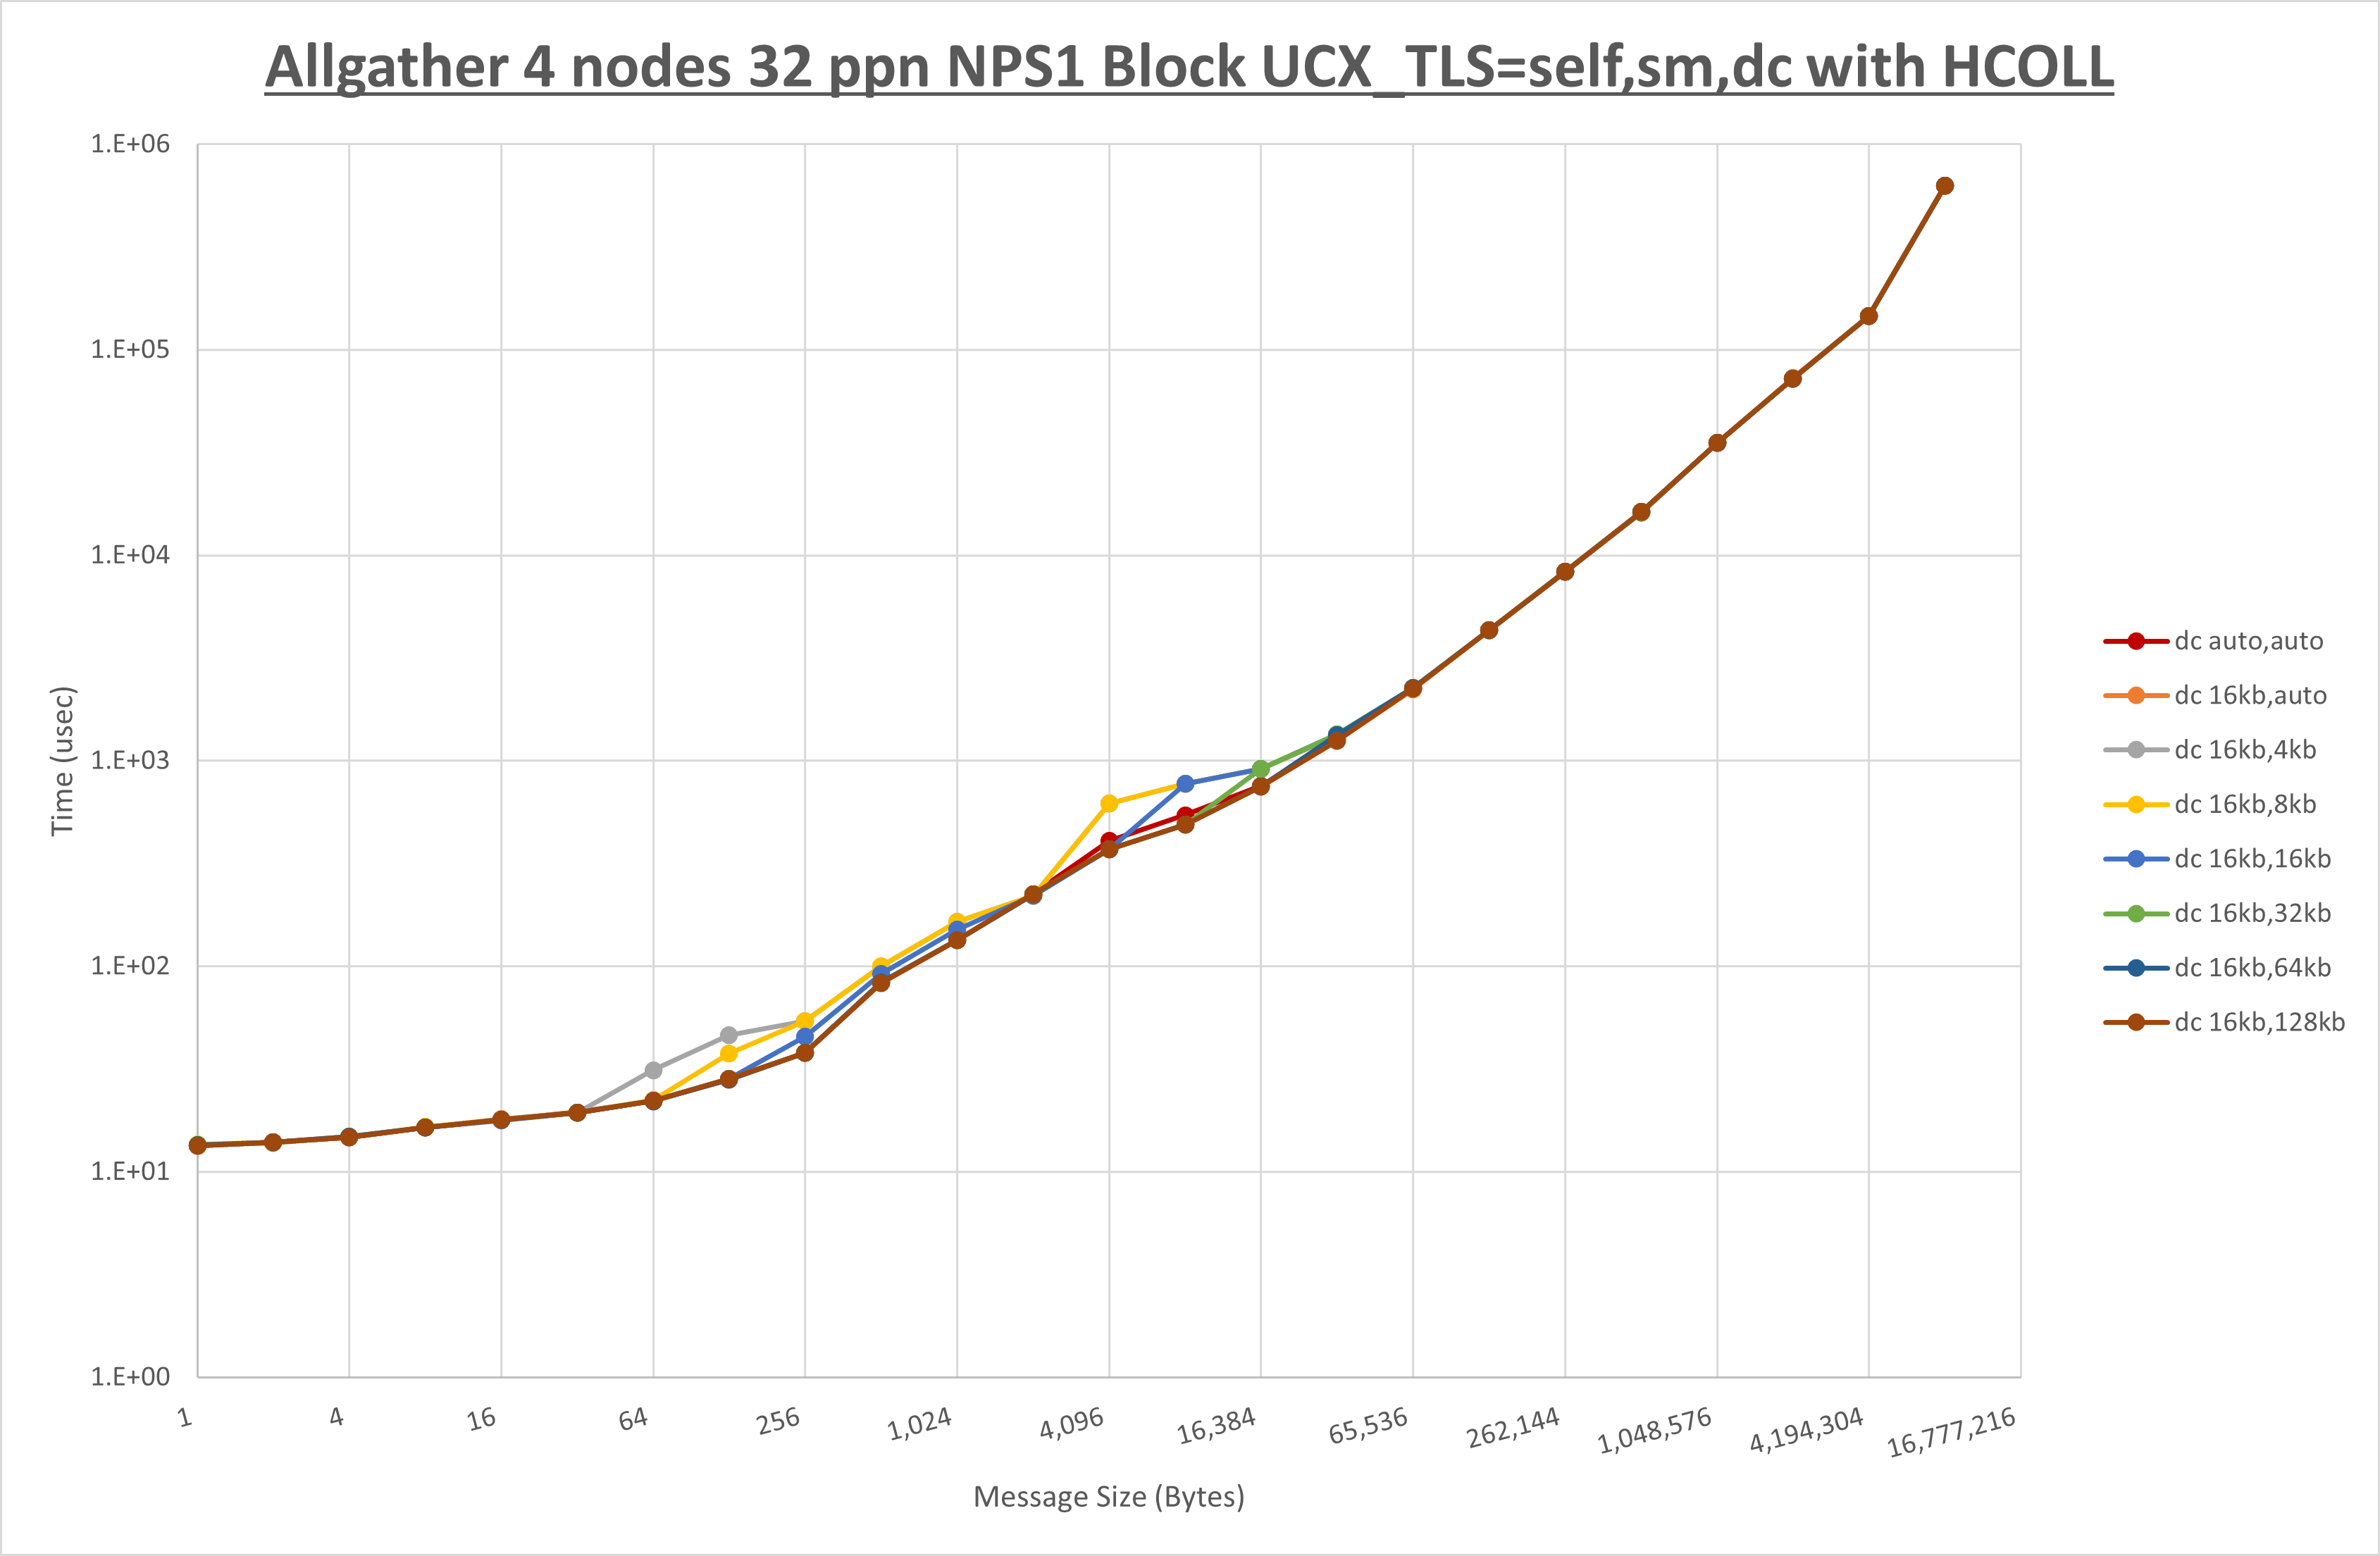 Allgather 4 nodes 32 ppn NPS1 Block UCX_TLS=self,sm,dc with HCOLL
1.E+06
1.E+05
1.E+04
1.E+03
1.E+02
1.E+01
1.E+00
Time (usec)
1
4
16
64
256
1,024
4,096
16,384
65,536
262,144
1,048,576
4,194,304
16,777,216
Message Size (Bytes)
dc auto,auto
dc 16kb,auto
dc 16kb,4kb
dc 16kb,8kb
dc 16kb,16kb
dc 16kb,32kb
dc 16kb,64kb
dc 16kb,128kb